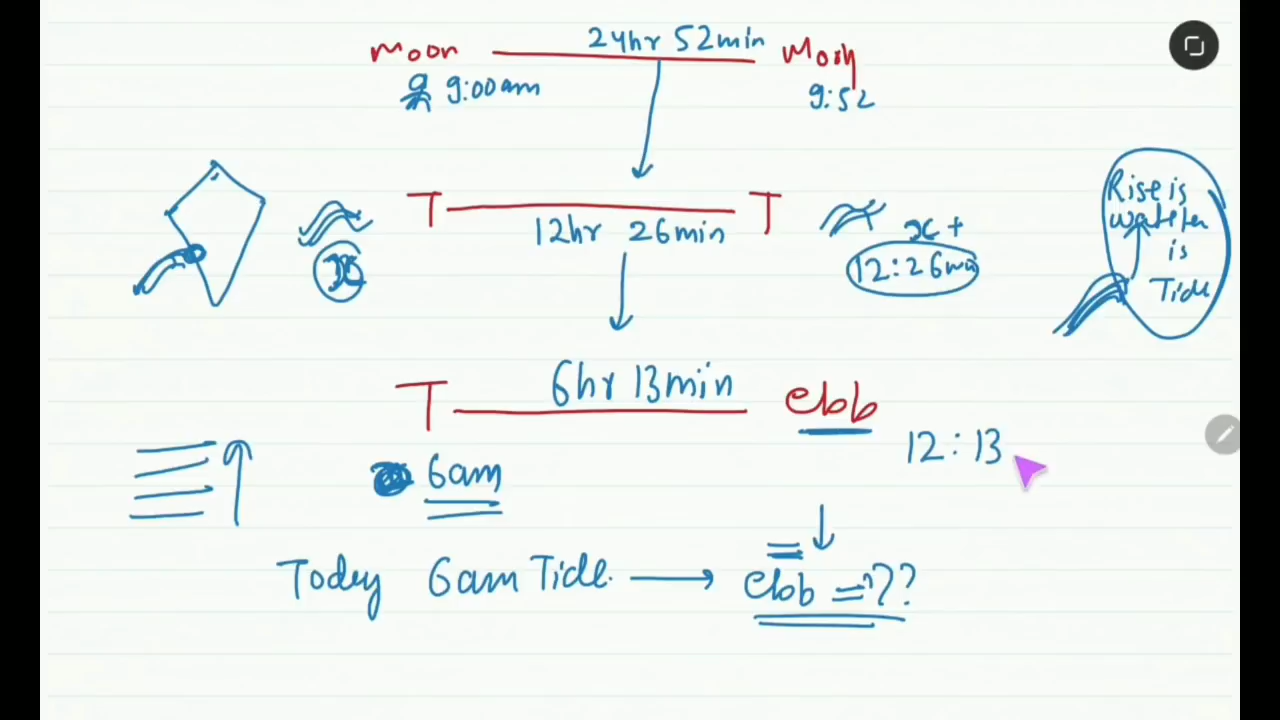 Moon 24hr 52min Moon
9:00am 9:52
T T
12hr 26min
x x+
12:26
Rise is
water
is
Tide
T 6hr 13min ebb
12:13
6am
Today 6am Tide → ebb = ??